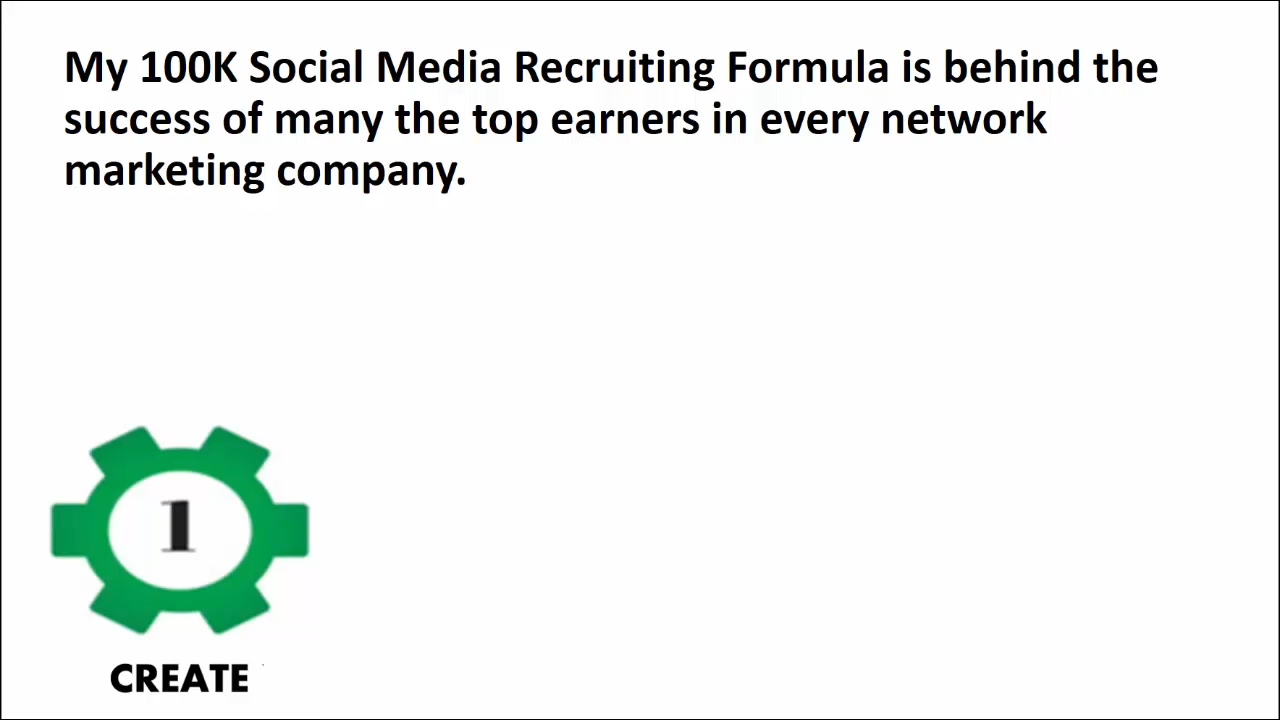 My 100K Social Media Recruiting Formula is behind the
success of many the top earners in every network
marketing company.
1
CREATE